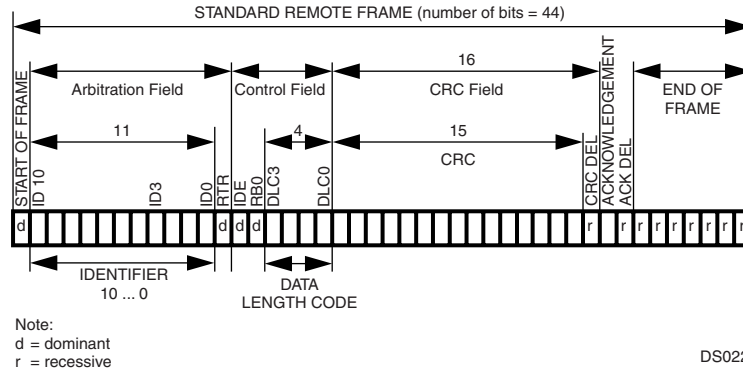 STANDARD REMOTE FRAME (number of bits = 44)
16
Arbitration Field
Control Field
CRC Field
END OF
FRAME
11
4
15
CRC
START OF FRAME
ID 10
ID3
ID0
RTR
IDE
RB0
DLC3
DLC0
CRC DEL
ACKNOWLEDGEMENT
ACK DEL
d d d d r r r r r r r r r
IDENTIFIER
10 ... 0
DATA
LENGTH CODE
Note:
d = dominant
r = recessive
DS022